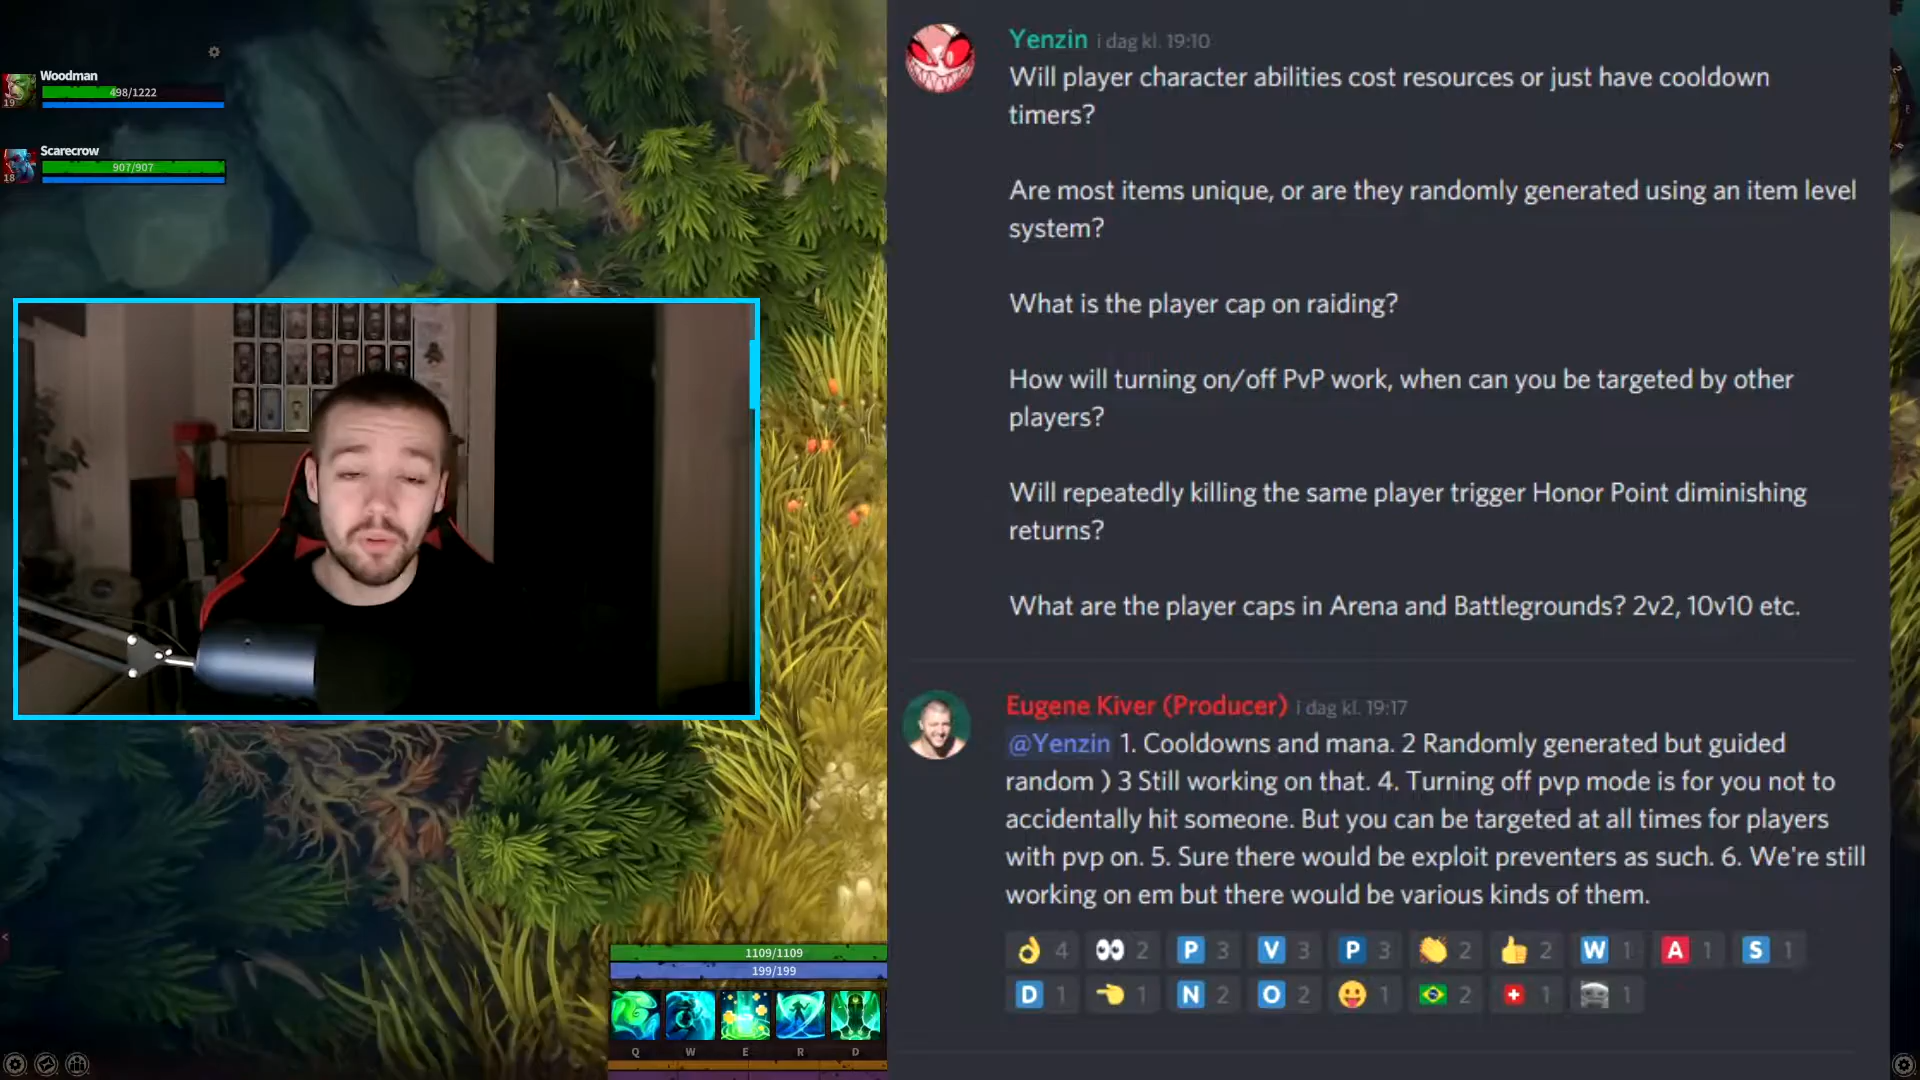 Woodman
498/1222
19
Scarecrow
907/907
18
Yenzin i dag kl. 19:10
Will player character abilities cost resources or just have cooldown
timers?
Are most items unique, or are they randomly generated using an item level
system?
What is the player cap on raiding?
How will turning on/off PvP work, when can you be targeted by other
players?
Will repeatedly killing the same player trigger Honor Point diminishing
returns?
What are the player caps in Arena and Battlegrounds? 2v2, 10v10 etc.
Eugene Kiver (Producer) i dag kl. 19:17
@Yenzin 1. Cooldowns and mana. 2 Randomly generated but guided
random ) 3 Still working on that. 4. Turning off pvp mode is for you not to
accidentally hit someone. But you can be targeted at all times for players
with pvp on. 5. Sure there would be exploit preventers as such. 6. We're still
working on em but there would be various kinds of them.
4 2 P 3 V 3 P 3 2 2 W 1 A 1 S 1
D 1 1 N 2 O 2 1 2 1 1
1109/1109
199/199
Q W E R D